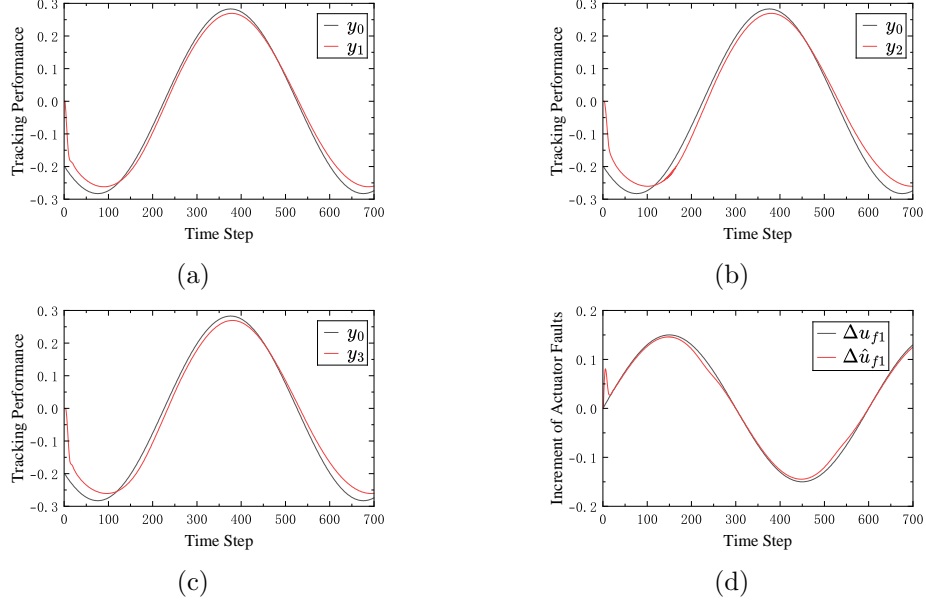 0.3
0.2
0.1
0.0
-0.1
-0.2
-0.3
0 100 200 300 400 500 600 700
Tracking Performance
Time Step
y₀
y₁
(a)
0.3
0.2
0.1
0.0
-0.1
-0.2
-0.3
0 100 200 300 400 500 600 700
Tracking Performance
Time Step
y₀
y₂
(b)
0.3
0.2
0.1
0.0
-0.1
-0.2
-0.3
0 100 200 300 400 500 600 700
Tracking Performance
Time Step
y₀
y₃
(c)
0.2
0.1
0.0
-0.1
-0.2
0 100 200 300 400 500 600 700
Increment of Actuator Faults
Time Step
Δu_{f1}
Δû_{f1}
(d)